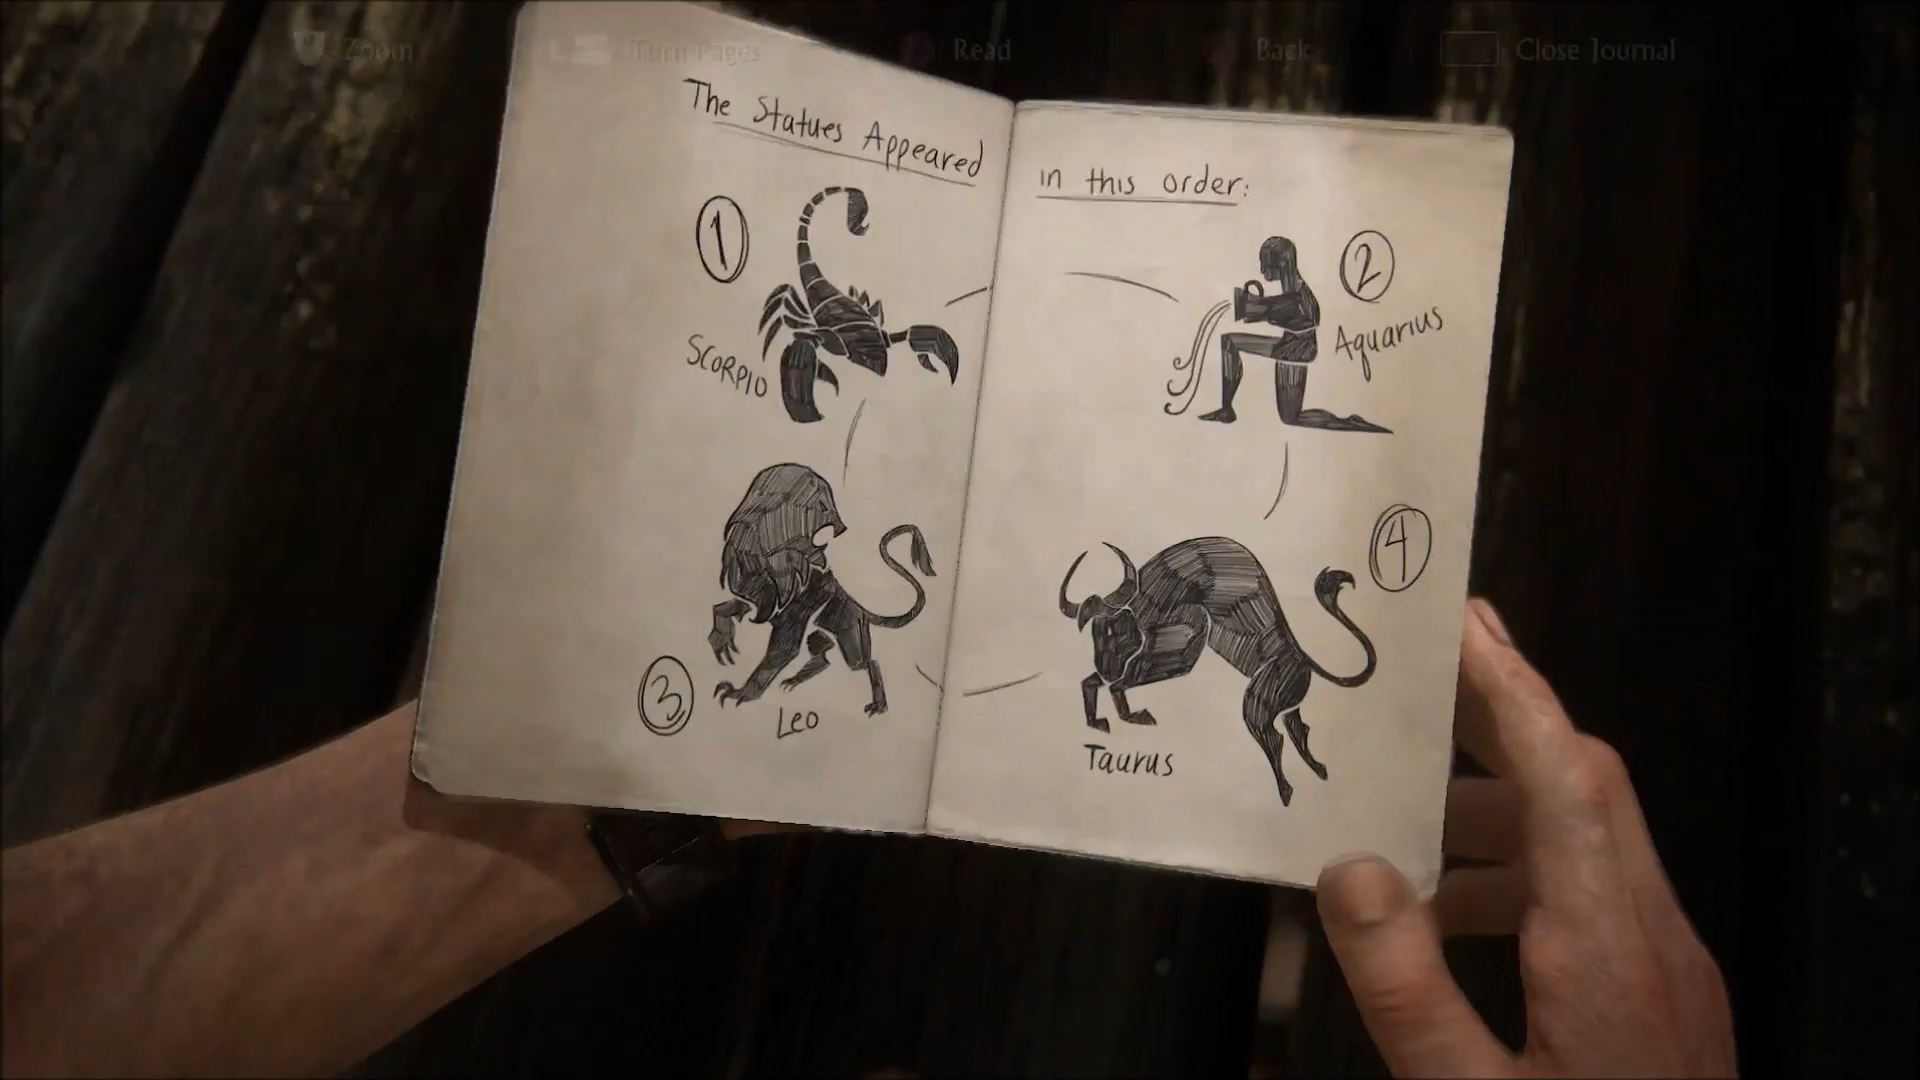 Zoom Turn Pages Read Back Close Journal
The Statues Appeared
in this order:
1
SCORPIO
2
Aquarius
3
Leo
4
Taurus